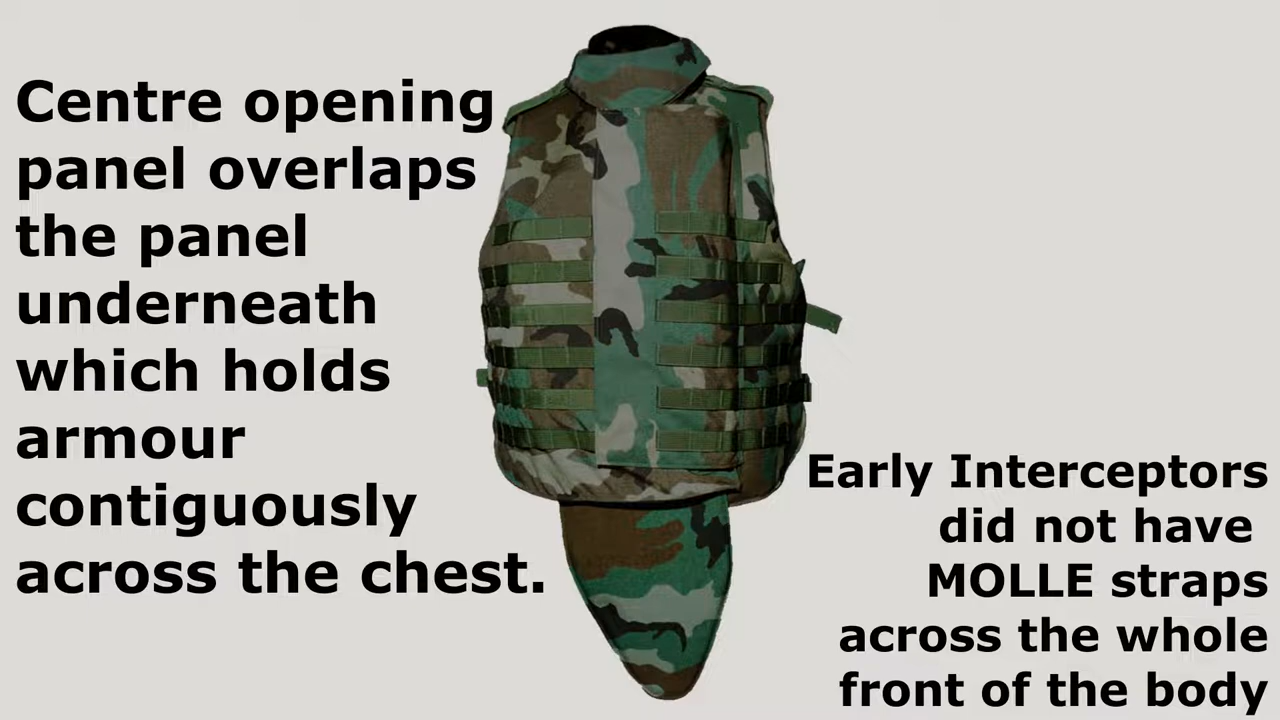 Centre opening
panel overlaps
the panel
underneath
which holds
armour
contiguously
across the chest.
Early Interceptors
did not have
MOLLE straps
across the whole
front of the body